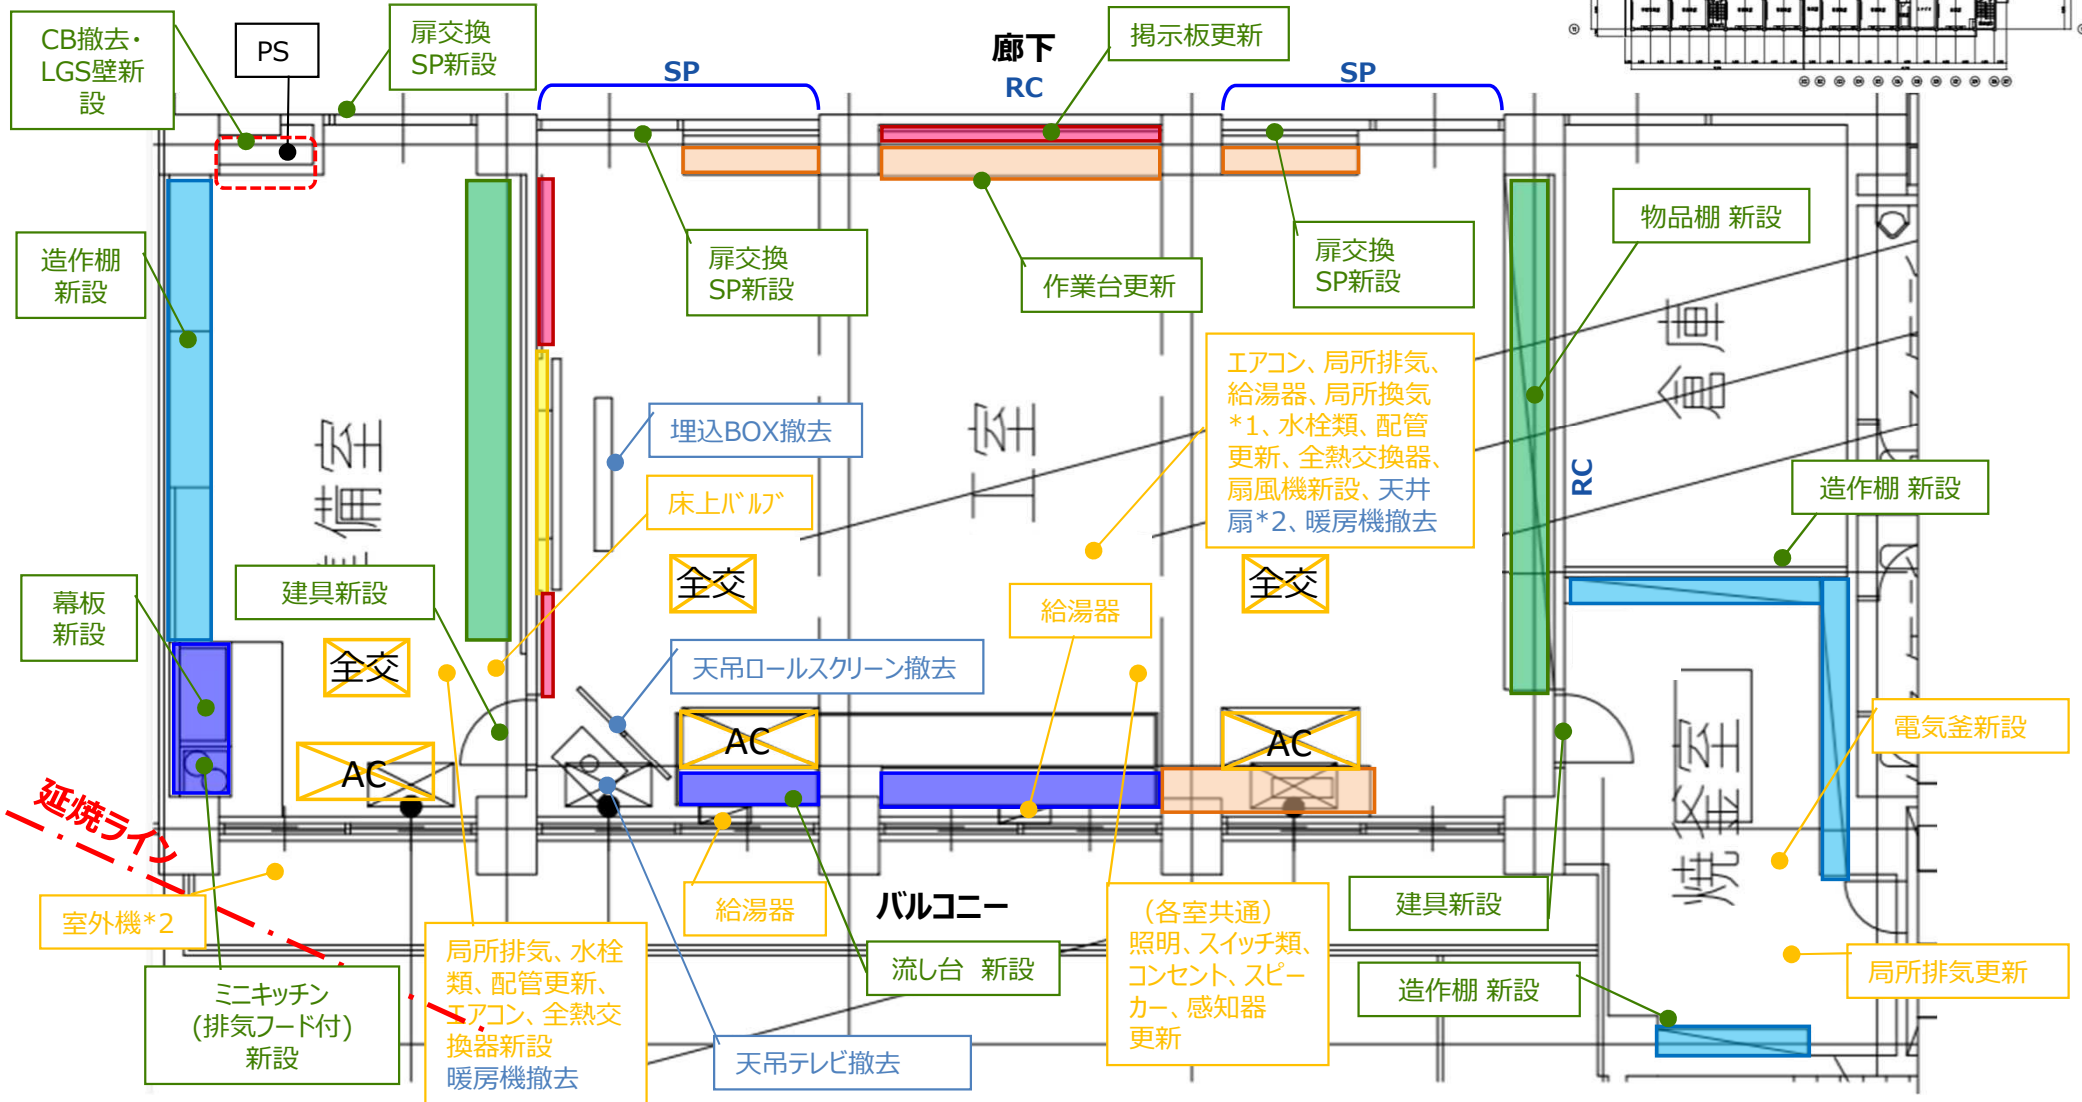 CB撤去・
LGS壁新
設
PS
扉交換
SP新設
SP
廊下
RC
掲示板更新
SP
造作棚
新設
扉交換
SP新設
作業台更新
扉交換
SP新設
物品棚 新設
倉庫
エアコン、局所排気、
給湯器、局所換気
*1、水栓類、配管
更新、全熱交換器、
扇風機新設、天井
扇*2、暖房機撤去
埋込BOX撤去
床上バルブ
備室
工室
RC
造作棚 新設
幕板
新設
建具新設
全交
全交
全交
給湯器
天吊ロールスクリーン撤去
AC
AC
AC
焼釜室
電気釜新設
延焼ライン
室外機*2
給湯器
バルコニー
建具新設
局所排気、水栓
類、配管更新、
エアコン、全熱交
換器新設
暖房機撤去
流し台 新設
(各室共通)
照明、スイッチ類、
コンセント、スピー
カー、感知器
更新
造作棚 新設
局所排気更新
ミニキッチン
(排気フード付)
新設
天吊テレビ撤去